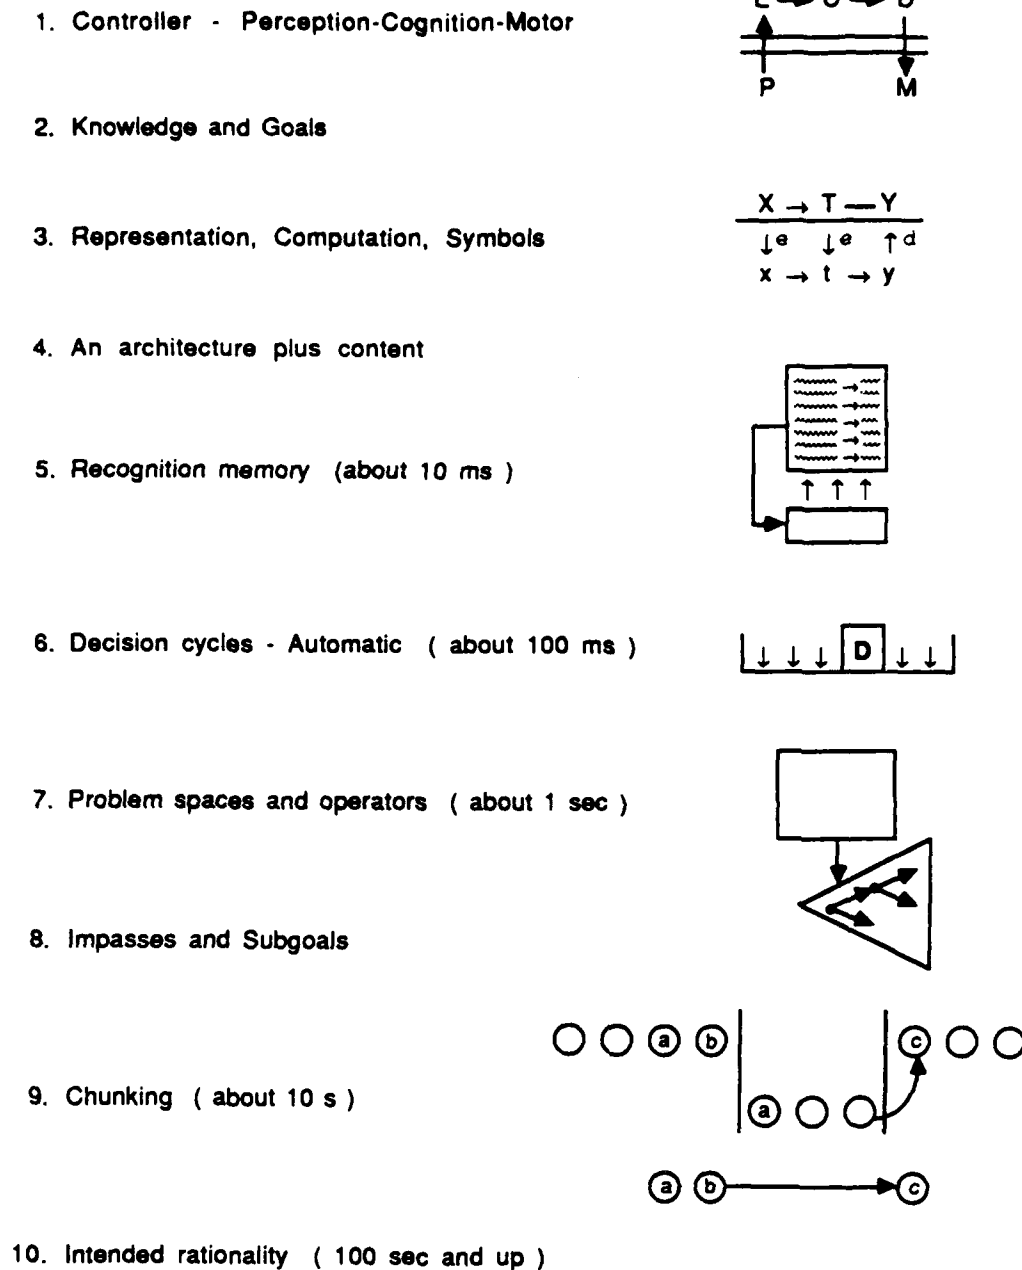 1. Controller - Perception-Cognition-Motor
P M
2. Knowledge and Goals
X → T — Y
3. Representation, Computation, Symbols
↓e ↓e ↑d
x → t → y
4. An architecture plus content
5. Recognition memory (about 10 ms )
6. Decision cycles - Automatic ( about 100 ms )
↓ ↓ ↓ D ↓ ↓
7. Problem spaces and operators ( about 1 sec )
8. Impasses and Subgoals
a b c
9. Chunking ( about 10 s )
a
a b c
10. Intended rationality ( 100 sec and up )